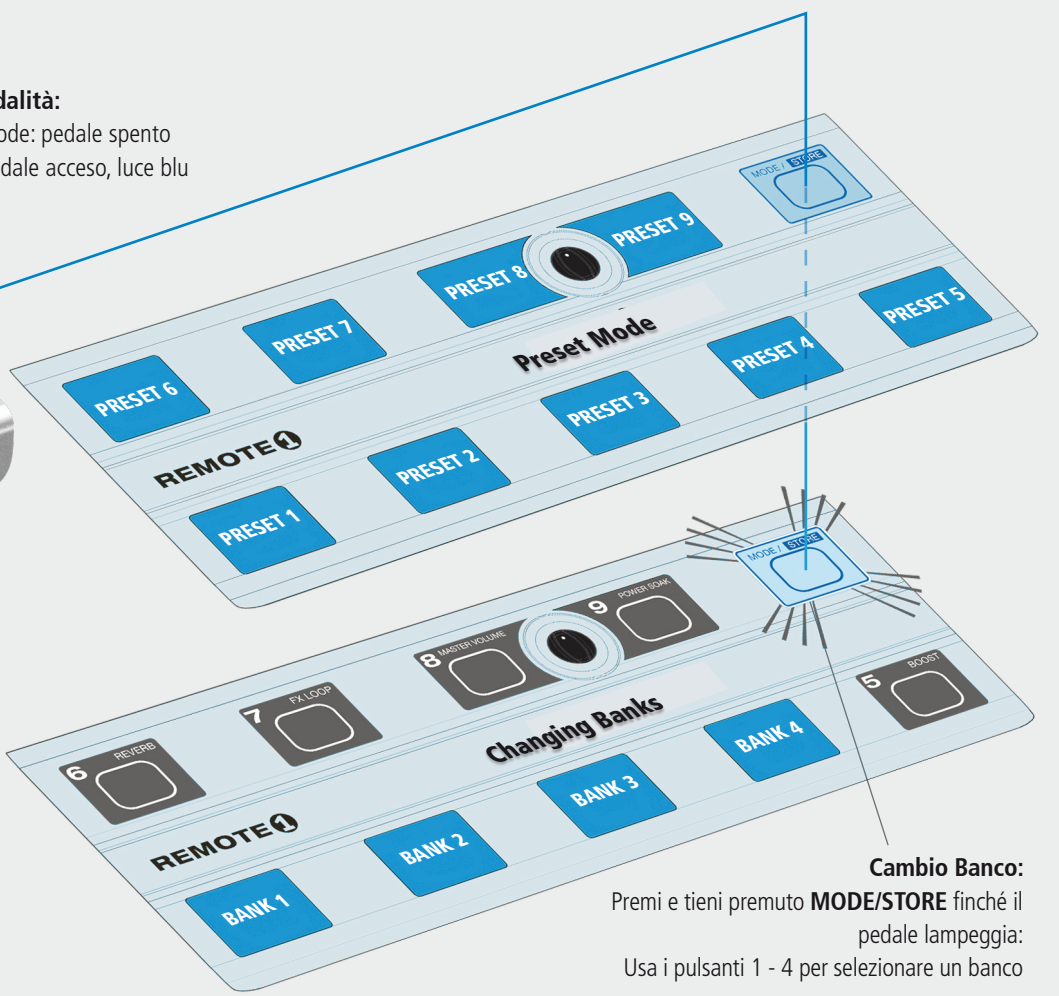 dalità:
ode: pedale spento
dale acceso, luce blu
MODE / STORE
PRESET 6
PRESET 7
PRESET 8
PRESET 9
Preset Mode
REMOTE1
PRESET 1
PRESET 2
PRESET 3
PRESET 4
PRESET 5
MODE / STORE
6 REVERB
7 FX LOOP
8 MASTER VOLUME
9 POWER SOAK
Changing Banks
REMOTE1
BANK 1
BANK 2
BANK 3
BANK 4
5 BOOST
Cambio Banco:
Premi e tieni premuto MODE/STORE finché il
pedale lampeggia:
Usa i pulsanti 1 - 4 per selezionare un banco